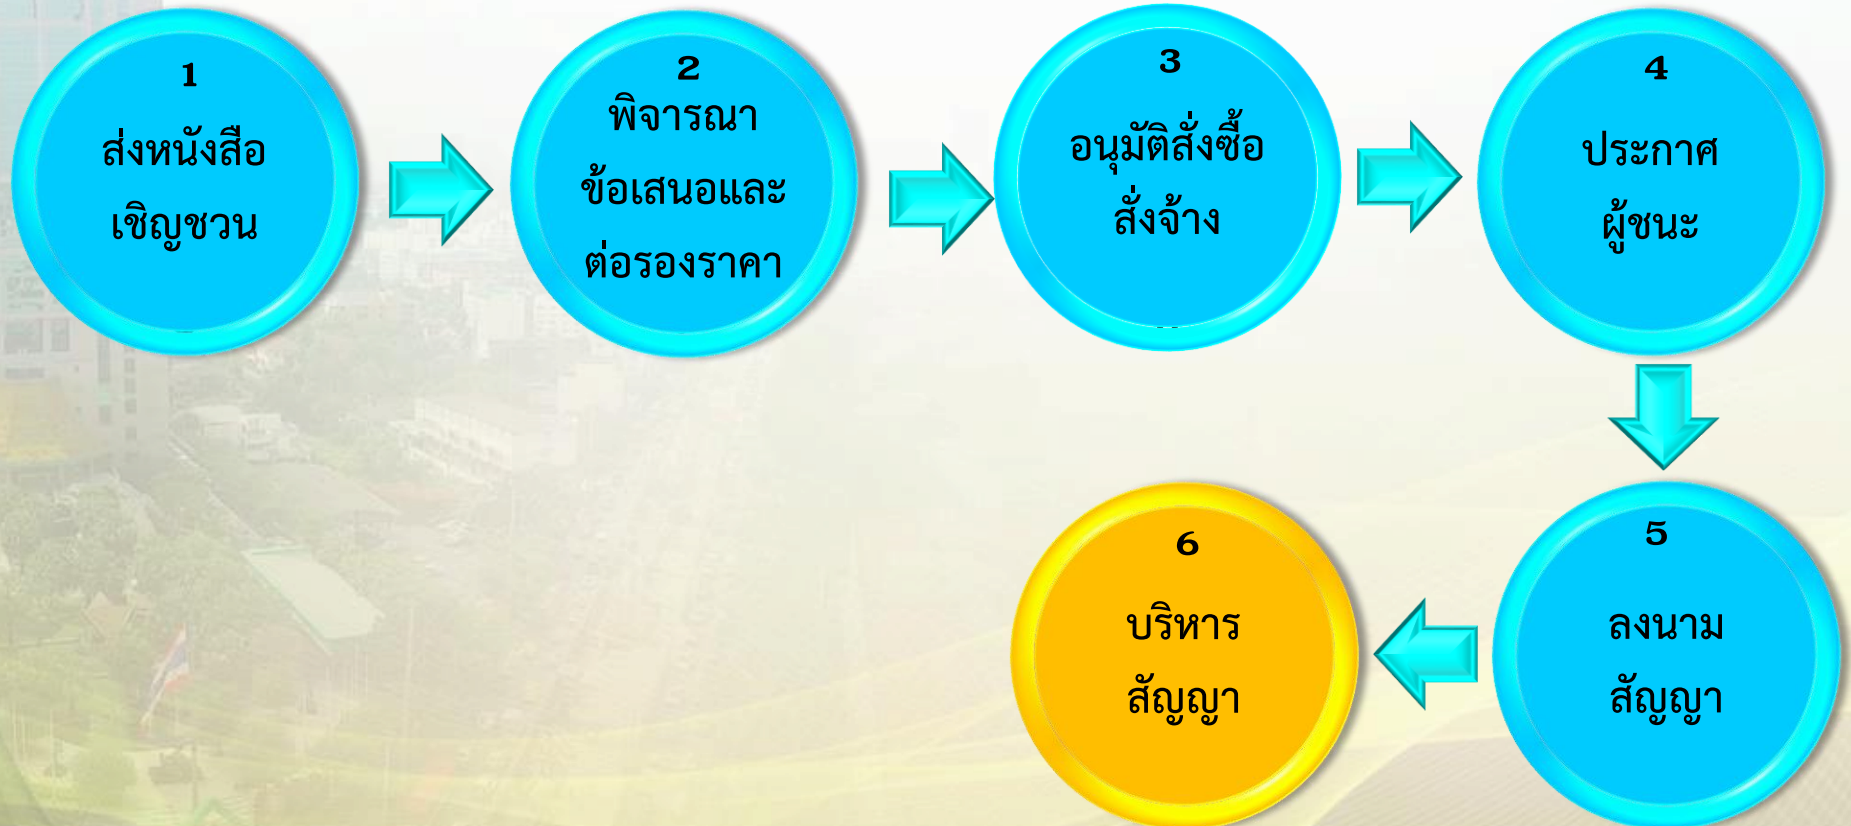 1
ส่งหนังสือ
เชิญชวน
2
พิจารณา
ข้อเสนอและ
ต่อรองราคา
3
อนุมัติสั่งซื้อ
สั่งจ้าง
4
ประกาศ
ผู้ชนะ
5
ลงนาม
สัญญา
6
บริหาร
สัญญา